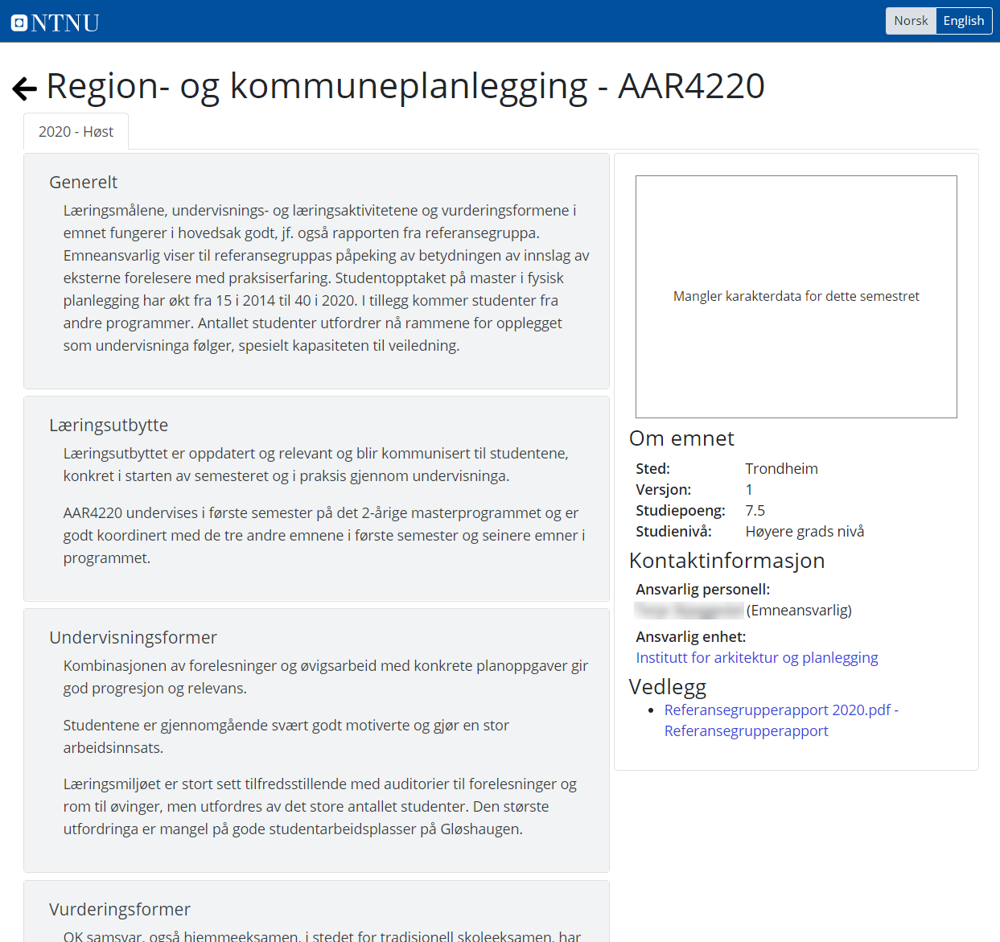 NTNU
Norsk English
Region- og kommuneplanlegging - AAR4220
2020 - Høst
Generelt
Læringsmålene, undervisnings- og læringsaktivitetene og vurderingsformene i
emnet fungerer i hovedsak godt, jf. også rapporten fra referansegruppa.
Emneansvarlig viser til referansegruppas påpeking av betydningen av innslag av
eksterne forelesere med praksiserfaring. Studentopptaket på master i fysisk
planlegging har økt fra 15 i 2014 til 40 i 2020. I tillegg kommer studenter fra
andre programmer. Antallet studenter utfordrer nå rammene for opplegget
som undervisninga følger, spesielt kapasiteten til veiledning.
Læringsutbytte
Læringsutbyttet er oppdatert og relevant og blir kommunisert til studentene,
konkret i starten av semesteret og i praksis gjennom undervisninga.
AAR4220 undervises i første semester på det 2-årige masterprogrammet og er
godt koordinert med de tre andre emnene i første semester og seinere emner i
programmet.
Undervisningsformer
Kombinasjonen av forelesninger og øvigsarbeid med konkrete planoppgaver gir
god progresjon og relevans.
Studentene er gjennomgående svært godt motiverte og gjør en stor
arbeidsinnsats.
Læringsmiljøet er stort sett tilfredsstillende med auditorier til forelesninger og
rom til øvinger, men utfordres av det store antallet studenter. Den største
utfordringa er mangel på gode studentarbeidsplasser på Gløshaugen.
Vurderingsformer
OK samsvar, også hjemmeeksamen, i stedet for tradisjonell skoleeksamen, har
Mangler karakterdata for dette semestret
Om emnet
Sted: Trondheim
Versjon: 1
Studiepoeng: 7.5
Studienivå: Høyere grads nivå
Kontaktinformasjon
Ansvarlig personell:
(Emneansvarlig)
Ansvarlig enhet:
Institutt for arkitektur og planlegging
Vedlegg
Referansegrupperapport 2020.pdf -
Referansegrupperapport